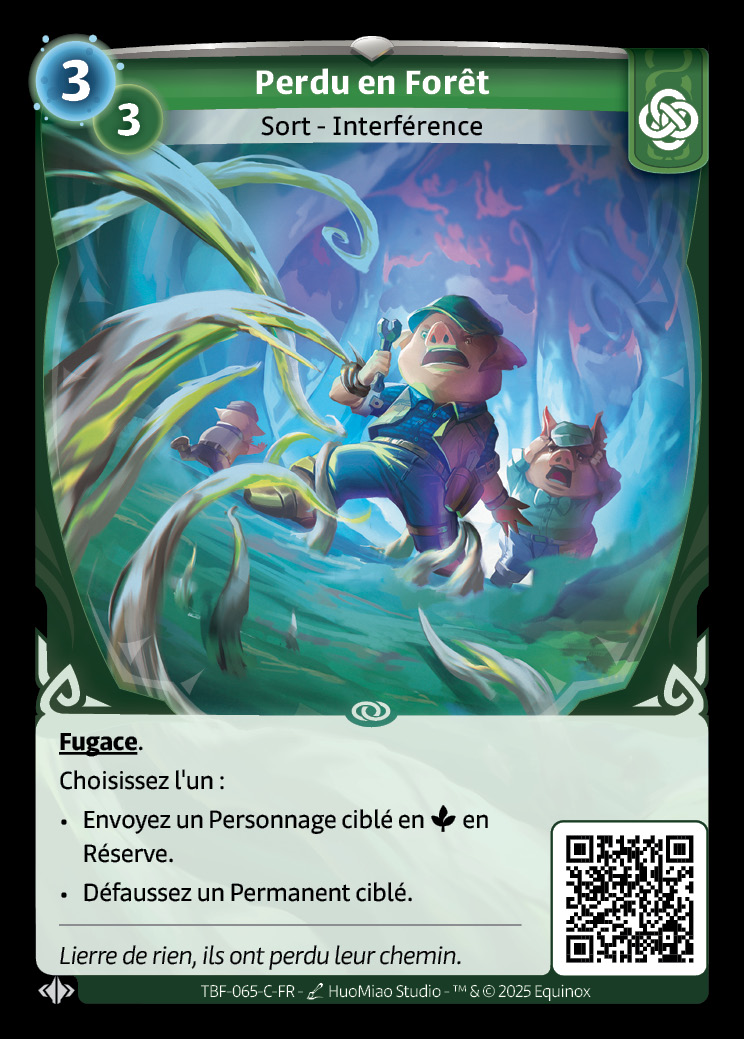 3
3
Perdu en Forêt
Sort - Interférence
Fugace.
Choisissez l'un :
• Envoyez un Personnage ciblé en en
Réserve.
• Défaussez un Permanent ciblé.
Lierre de rien, ils ont perdu leur chemin.
TBF-065-C-FR - HuoMiao Studio - ™ & © 2025 Equinox